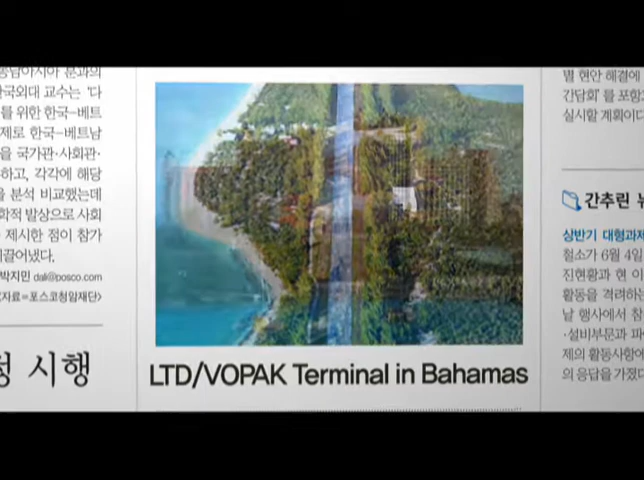 동남아시아 분과의
국외대 교수는 '다
를 위한 한국–베트
제로 한국–베트남
을 국가관·사회관·
하고, 각각에 해당
분석 비교했는데
학적 발상으로 사회
제시한 점이 참가
끌어냈다.
박지민 dak@posco.com
자료=포스코청암재단>
시행
LTD/VOPAK Terminal in Bahamas
별 현안 해결에
간담회'를 포함
실시할 계획이다
간추린 뉴
상반기 대형과제
철소가 6월 4일
진현황과 현 이
활동을 격려하는
날 행사에서 참
·설비부문과 파
제의 활동사항에
의 응답을 가졌다